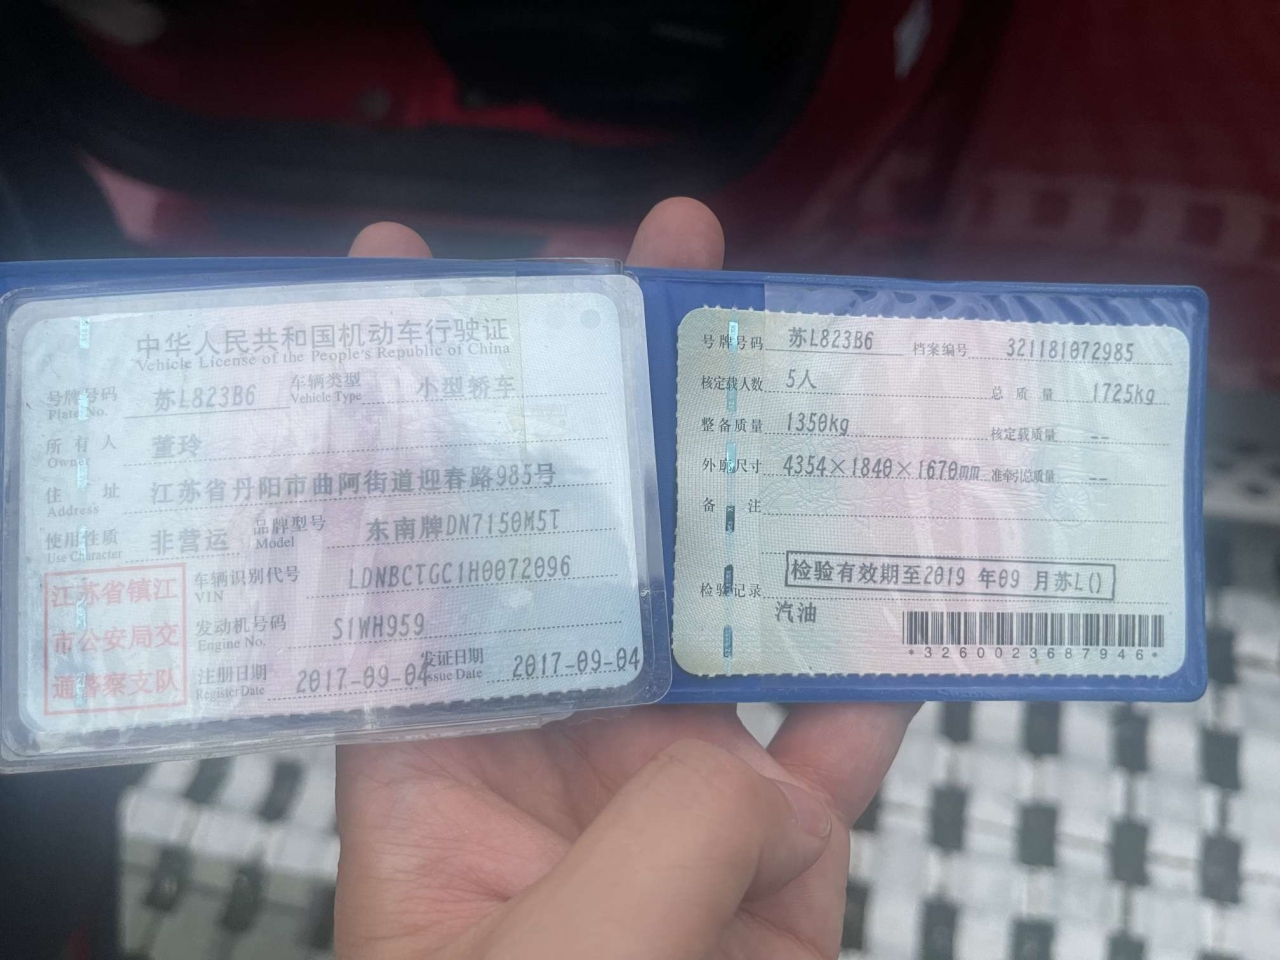 中华人民共和国机动车行驶证
Vehicle License of the People's Republic of China
号牌号码 苏L823B6 车辆类型 小型轿车
Plate No. Vehicle Type
所有人 董玲
Owner
住址 江苏省丹阳市曲阿街道迎春路985号
Address
使用性质 非营运 品牌型号 东南牌DN7150M5T
Use Character Model
江苏省镇江
市公安局交
通警察支队
车辆识别代号 LDNBCTGC1H0072096
VIN
发动机号码 S1WH959
Engine No.
注册日期 2017-09-04 发证日期 2017-09-04
Register Date Issue Date
号牌号码 苏L823B6 档案编号 321181072985
核定载人数 5人 总质量 1725kg
整备质量 1350kg 核定载质量 --
外廓尺寸 4354×1840×1670mm 准牵引总质量 --
备注
检验记录 检验有效期至2019 年09 月苏L()
汽油
*3260023687946*